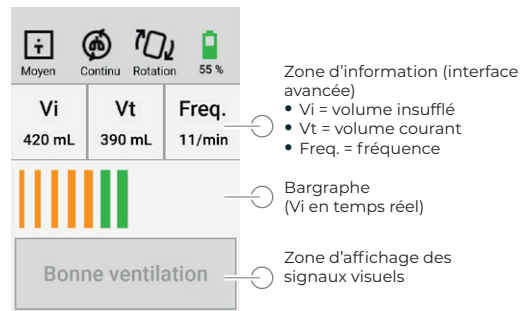 Moyen Continu Rotation 55 %
Vi Vt Freq.
420 mL 390 mL 11/min
Bonne ventilation
Zone d'information (interface
avancée)
• Vi = volume insufflé
• Vt = volume courant
• Freq. = fréquence
Bargraphe
(Vi en temps réel)
Zone d'affichage des
signaux visuels